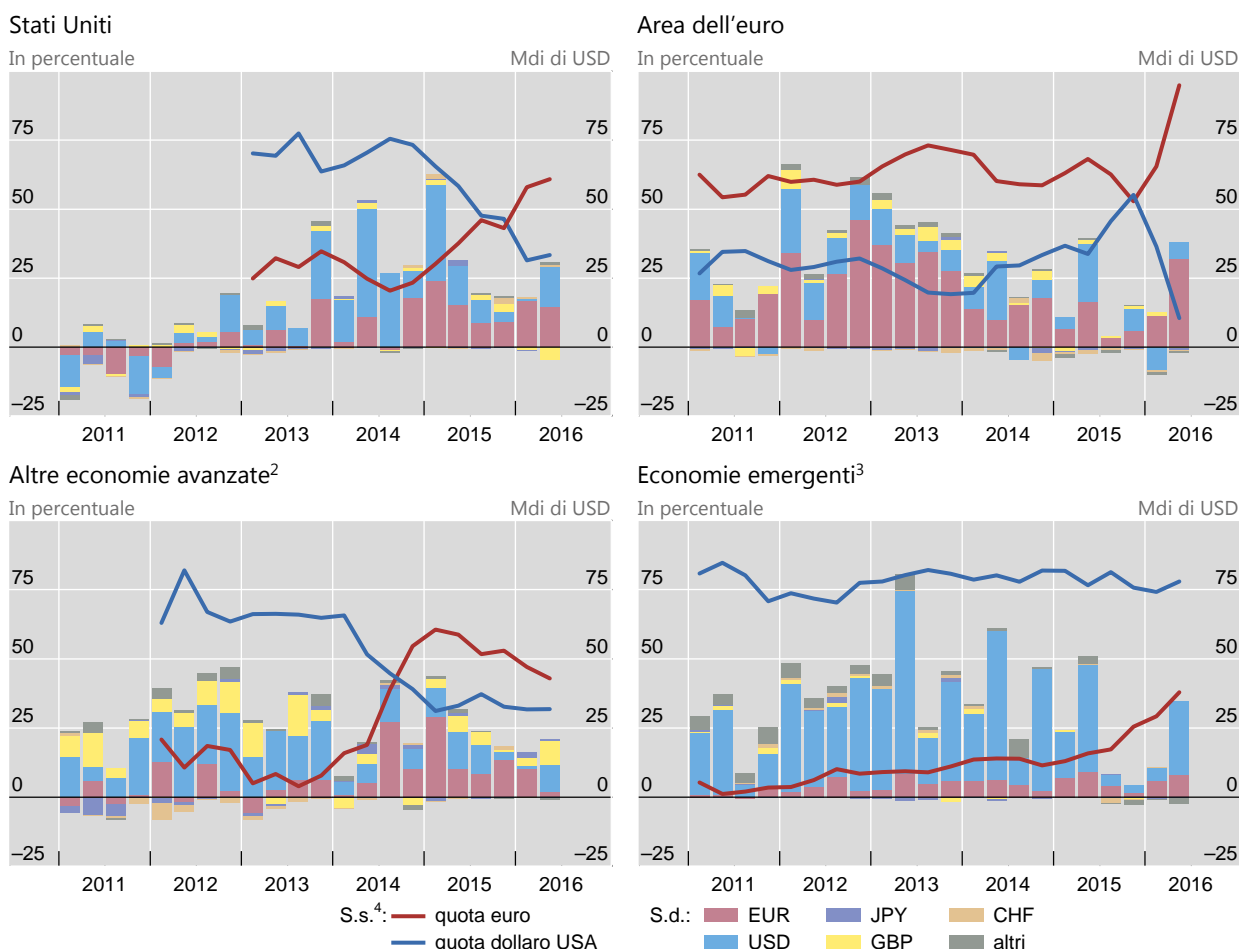 Stati Uniti
In percentuale Mdi di USD
75 75
50 50
25 25
0 0
–25 –25
2011 2012 2013 2014 2015 2016
Area dell’euro
In percentuale Mdi di USD
75 75
50 50
25 25
0 0
–25 –25
2011 2012 2013 2014 2015 2016
Altre economie avanzate²
In percentuale Mdi di USD
75 75
50 50
25 25
0 0
–25 –25
2011 2012 2013 2014 2015 2016
Economie emergenti³
In percentuale Mdi di USD
75 75
50 50
25 25
0 0
–25 –25
2011 2012 2013 2014 2015 2016
S.s.⁴: quota euro
quota dollaro USA
S.d.: EUR JPY CHF
USD GBP altri